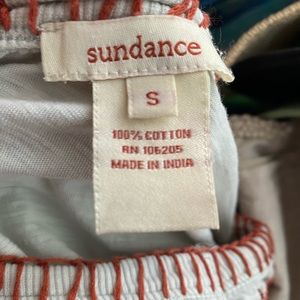 sundance
S
100% COTTON
RN 106205
MADE IN INDIA